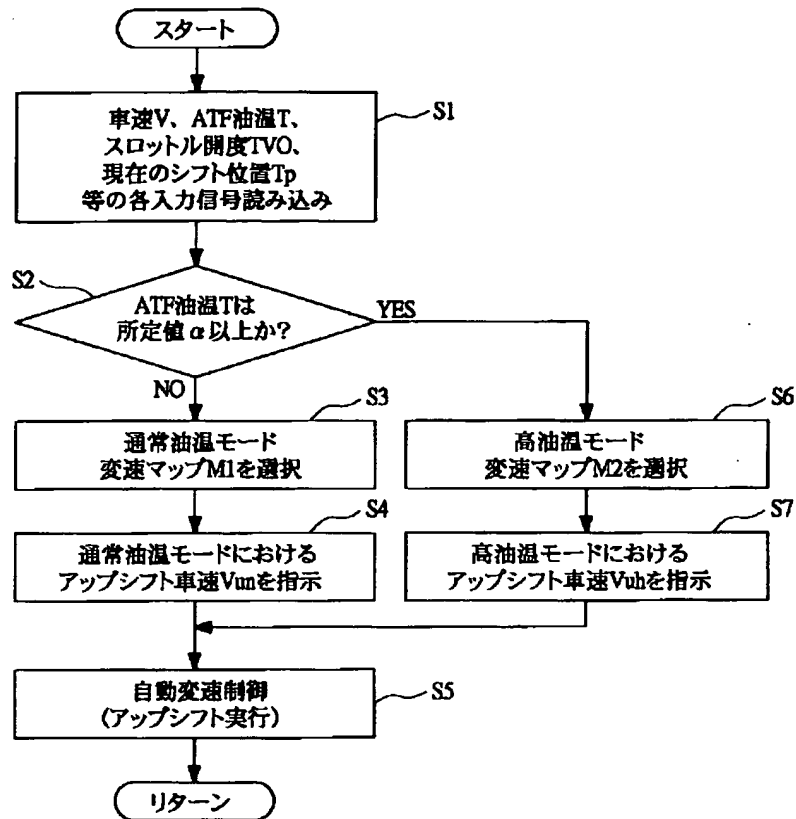 スタート
車速V、ATF油温T、
スロットル開度TVO、
現在のシフト位置Tp
等の各入力信号読み込み
S1
S2
ATF油温Tは
所定値α以上か?
YES
NO
S3
通常油温モード
変速マップM1を選択
S6
高油温モード
変速マップM2を選択
S4
通常油温モードにおける
アップシフト車速Vunを指示
S7
高油温モードにおける
アップシフト車速Vuhを指示
自動変速制御
(アップシフト実行)
S5
リターン